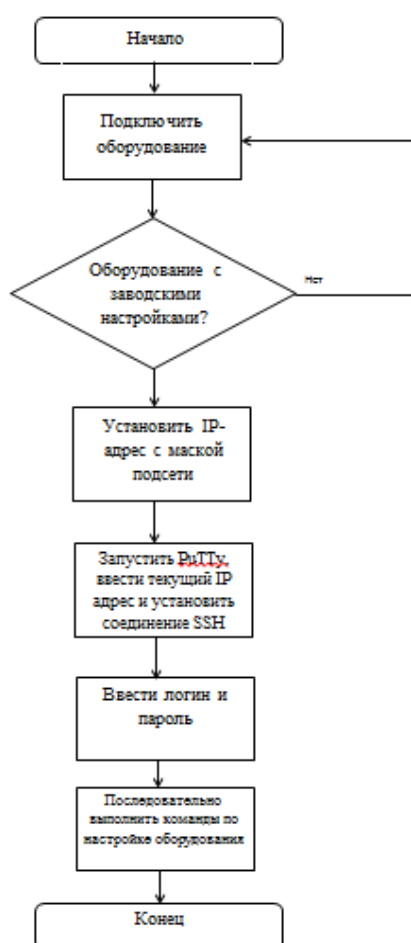 Начало
Подключить
оборудование
Оборудование с
заводскими
настройками?
Нет
Установить IP-
адрес с маской
подсети
Запустить PuTTy,
ввести текущий IP
адрес и установить
соединение SSH
Ввести логин и
пароль
Последовательно
выполнить команды по
настройке оборудования
Конец